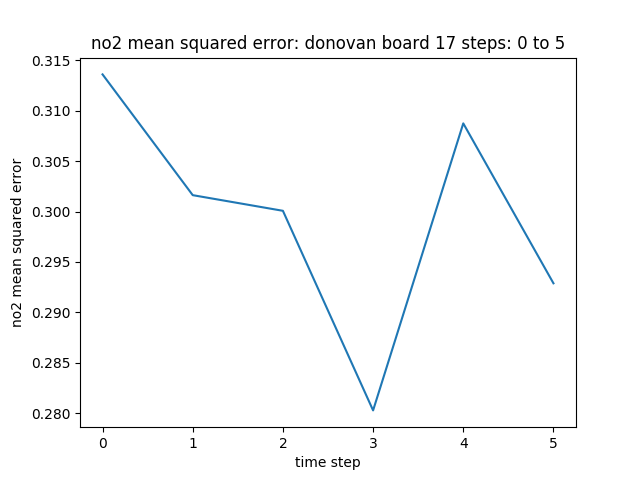 no2 mean squared error: donovan board 17 steps: 0 to 5
no2 mean squared error
0.315
0.310
0.305
0.300
0.295
0.290
0.285
0.280
0 1 2 3 4 5
time step